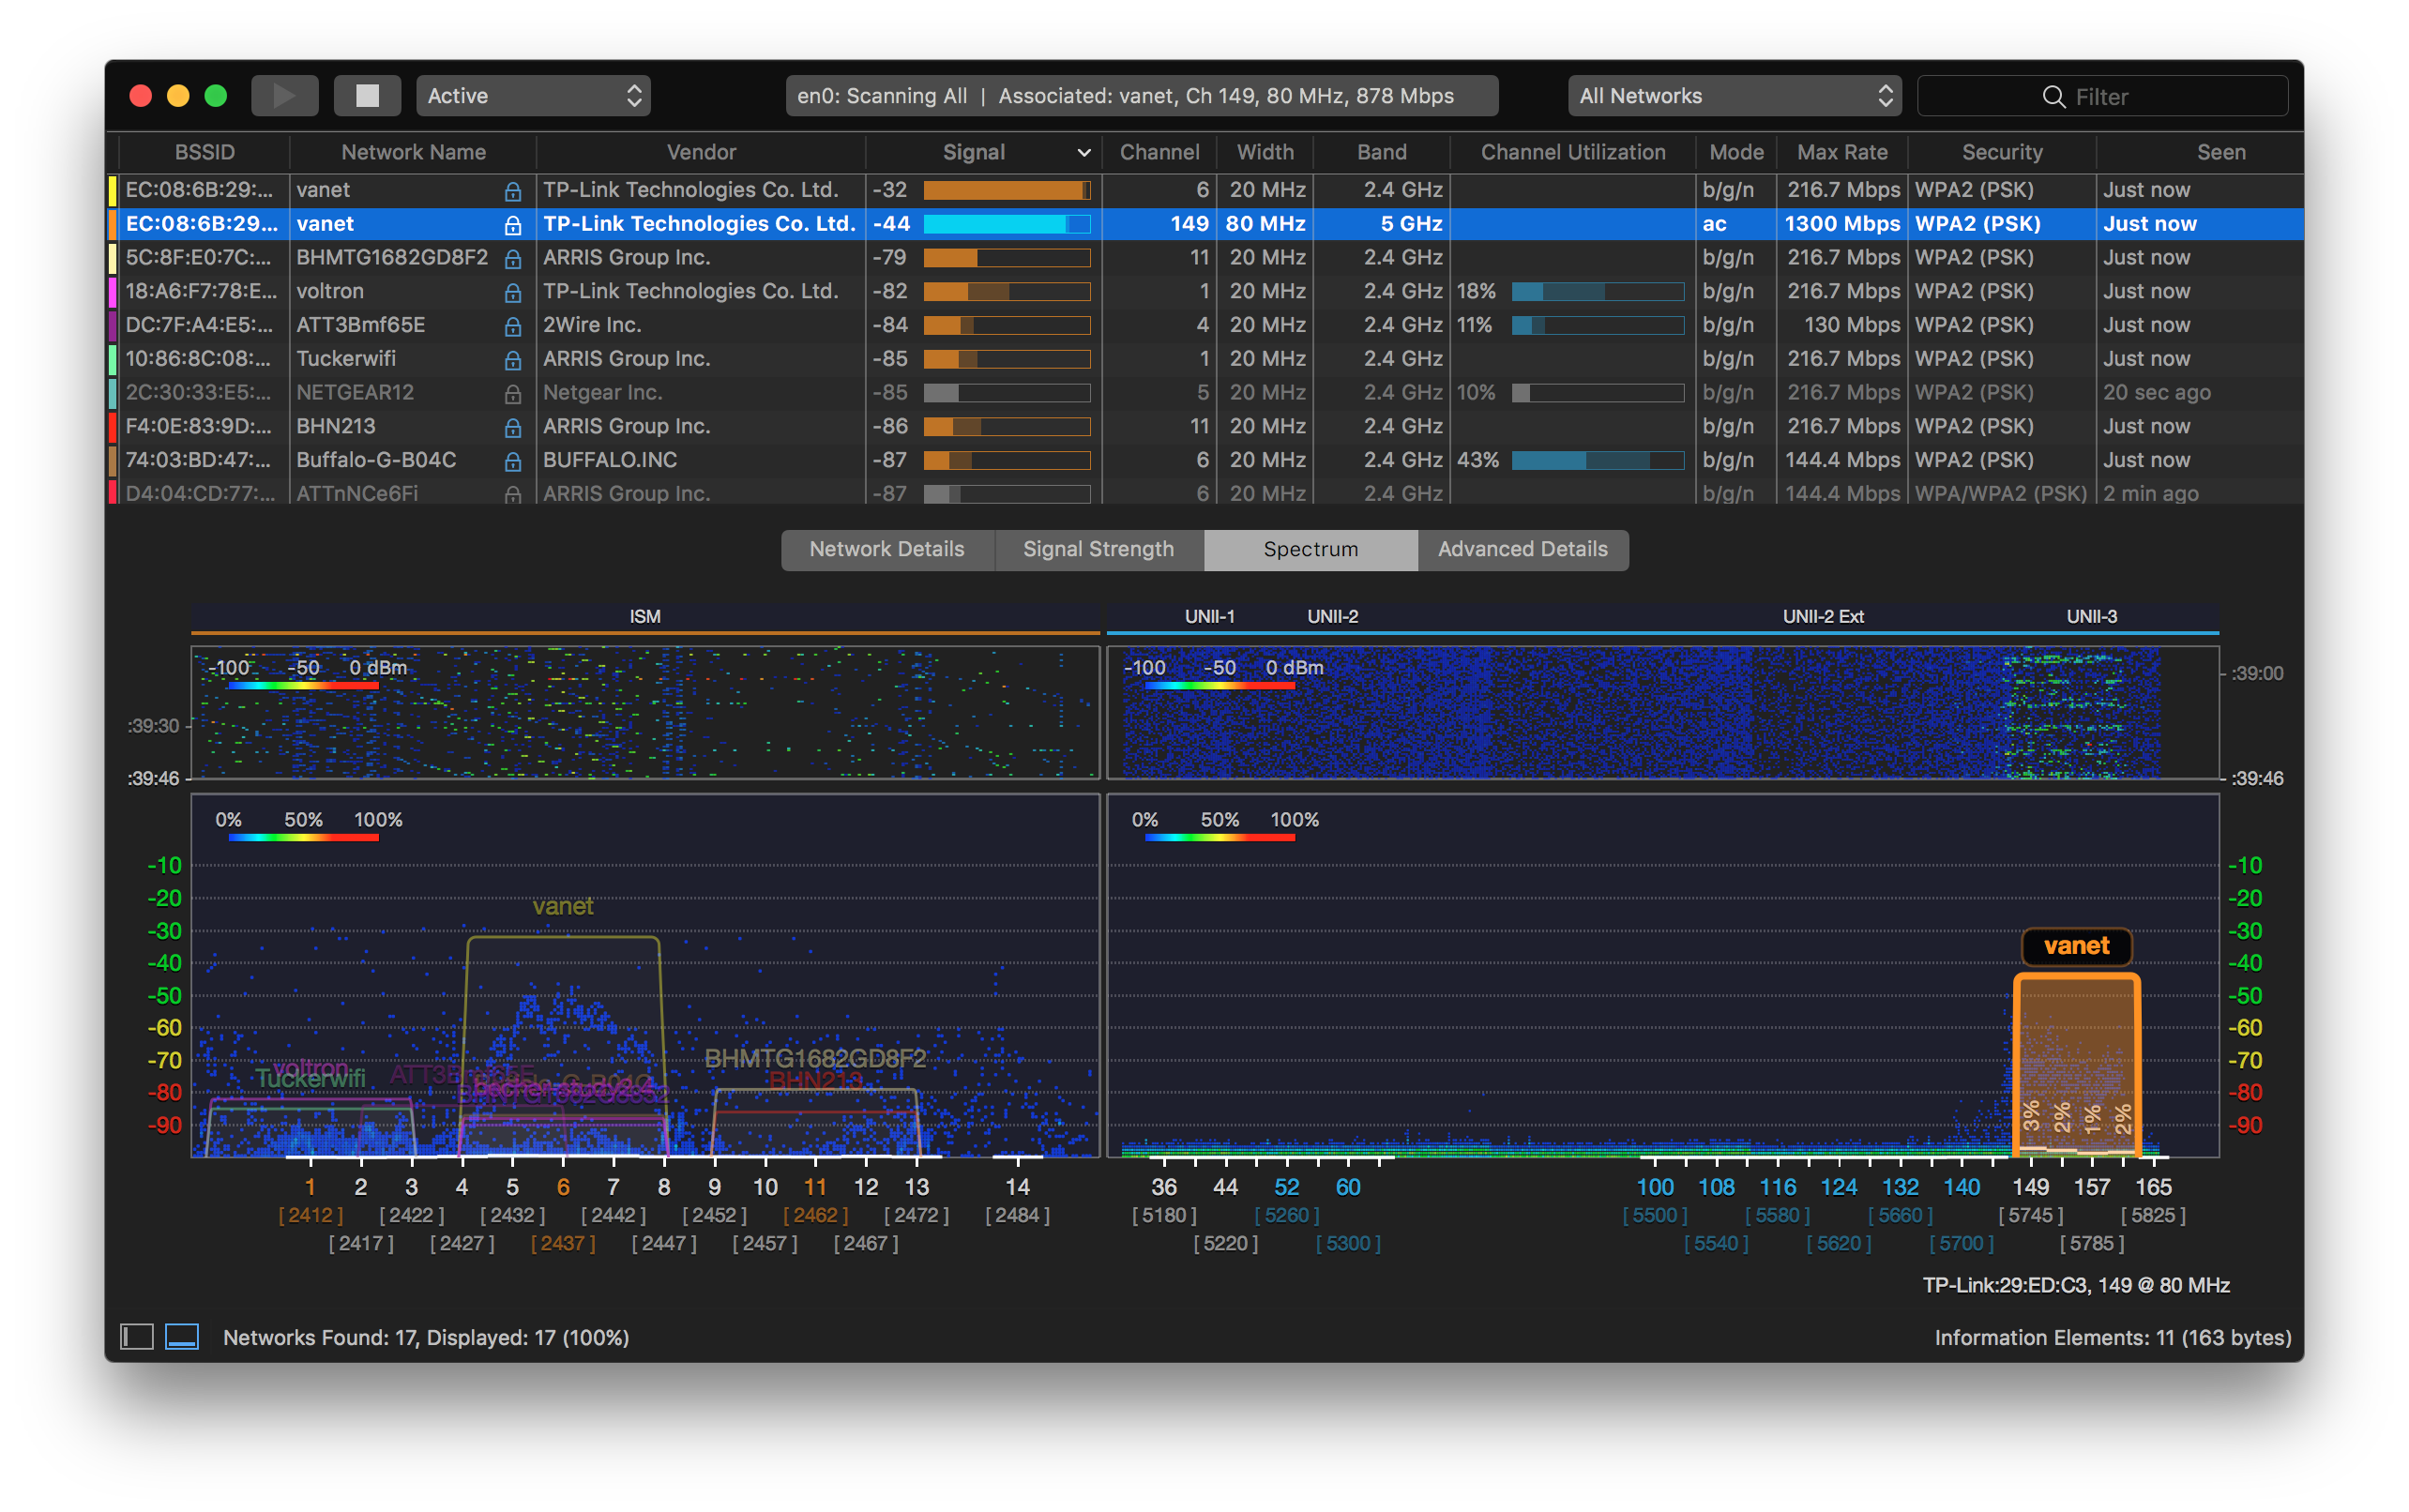 Active
en0: Scanning All | Associated: vanet, Ch 149, 80 MHz, 878 Mbps
All Networks
Filter
BSSID Network Name Vendor Signal Channel Width Band Channel Utilization Mode Max Rate Security Seen
EC:08:6B:29:... vanet TP-Link Technologies Co. Ltd. -32 6 20 MHz 2.4 GHz b/g/n 216.7 Mbps WPA2 (PSK) Just now
EC:08:6B:29... vanet TP-Link Technologies Co. Ltd. -44 149 80 MHz 5 GHz ac 1300 Mbps WPA2 (PSK) Just now
5C:8F:E0:7C:... BHMTG1682GD8F2 ARRIS Group Inc. -79 11 20 MHz 2.4 GHz b/g/n 216.7 Mbps WPA2 (PSK) Just now
18:A6:F7:78:E... voltron TP-Link Technologies Co. Ltd. -82 1 20 MHz 2.4 GHz 18% b/g/n 216.7 Mbps WPA2 (PSK) Just now
DC:7F:A4:E5:... ATT3Bmf65E 2Wire Inc. -84 4 20 MHz 2.4 GHz 11% b/g/n 130 Mbps WPA2 (PSK) Just now
10:86:8C:08:... Tuckerwifi ARRIS Group Inc. -85 1 20 MHz 2.4 GHz b/g/n 216.7 Mbps WPA2 (PSK) Just now
2C:30:33:E5:... NETGEAR12 Netgear Inc. -85 5 20 MHz 2.4 GHz 10% b/g/n 216.7 Mbps WPA2 (PSK) 20 sec ago
F4:0E:83:9D:... BHN213 ARRIS Group Inc. -86 11 20 MHz 2.4 GHz b/g/n 216.7 Mbps WPA2 (PSK) Just now
74:03:BD:47:... Buffalo-G-B04C BUFFALO.INC -87 6 20 MHz 2.4 GHz 43% b/g/n 144.4 Mbps WPA2 (PSK) Just now
D4:04:CD:77:... ATTnNCe6Fi ARRIS Group Inc. -87 6 20 MHz 2.4 GHz b/g/n 144.4 Mbps WPA/WPA2 (PSK) 2 min ago
Network Details Signal Strength Spectrum Advanced Details
ISM UNII-1 UNII-2 UNII-2 Ext UNII-3
-100 -50 0 dBm -100 -50 0 dBm :39:00
:39:30
:39:46 :39:46
0% 50% 100% 0% 50% 100%
-10 -10
-20 -20
vanet
-30 -30
vanet
-40 -40
-50 -50
-60 -60
BHMTG1682GD8F2
-70 -70
voltron
Tuckerwifi BHN213
-80 -80
-90 3% 2% 1% 2% -90
1 2 3 4 5 6 7 8 9 10 11 12 13 14 36 44 52 60 100 108 116 124 132 140 149 157 165
[ 2412 ] [ 2422 ] [ 2432 ] [ 2442 ] [ 2452 ] [ 2462 ] [ 2472 ] [ 2484 ] [ 5180 ] [ 5260 ] [ 5500 ] [ 5580 ] [ 5660 ] [ 5745 ] [ 5825 ]
[ 2417 ] [ 2427 ] [ 2437 ] [ 2447 ] [ 2457 ] [ 2467 ] [ 5220 ] [ 5300 ] [ 5540 ] [ 5620 ] [ 5700 ] [ 5785 ]
TP-Link:29:ED:C3, 149 @ 80 MHz
Networks Found: 17, Displayed: 17 (100%)
Information Elements: 11 (163 bytes)